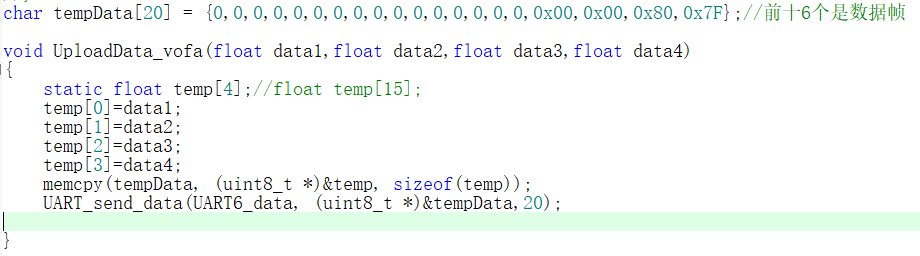 char tempData[20] = {0,0,0,0,0,0,0,0,0,0,0,0,0,0,0,0,0x00,0x00,0x80,0x7F};//前十6个是数据帧
void UploadData_vofa(float data1,float data2,float data3,float data4)
{
    static float temp[4];//float temp[15];
    temp[0]=data1;
    temp[1]=data2;
    temp[2]=data3;
    temp[3]=data4;
    memcpy(tempData, (uint8_t *)&temp, sizeof(temp));
    UART_send_data(UART6_data, (uint8_t *)&tempData,20);
}